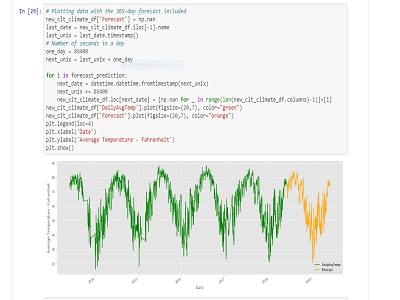 In [29]: # Plotting data with the 365-day forecast included
new_clt_climate_df['Forecast'] = np.nan
last_date = new_clt_climate_df.iloc[-1].name
last_unix = last_date.timestamp()
# Number of seconds in a day
one_day = 86400
next_unix = last_unix + one_day
for i in forecast_prediction:
next_date = datetime.datetime.fromtimestamp(next_unix)
next_unix += 86400
new_clt_climate_df.loc[next_date] = [np.nan for _ in range(len(new_clt_climate_df.columns)-1)]+[i]
new_clt_climate_df['DailyAvgTemp'].plot(figsize=(20,7), color="green")
new_clt_climate_df['Forecast'].plot(figsize=(20,7), color="orange")
plt.legend(loc=4)
plt.xlabel('Date')
plt.ylabel('Average Temperature - Fahrenheit')
plt.show()
Average Temperature - Fahrenheit
DailyAvgTemp
Forecast
Date